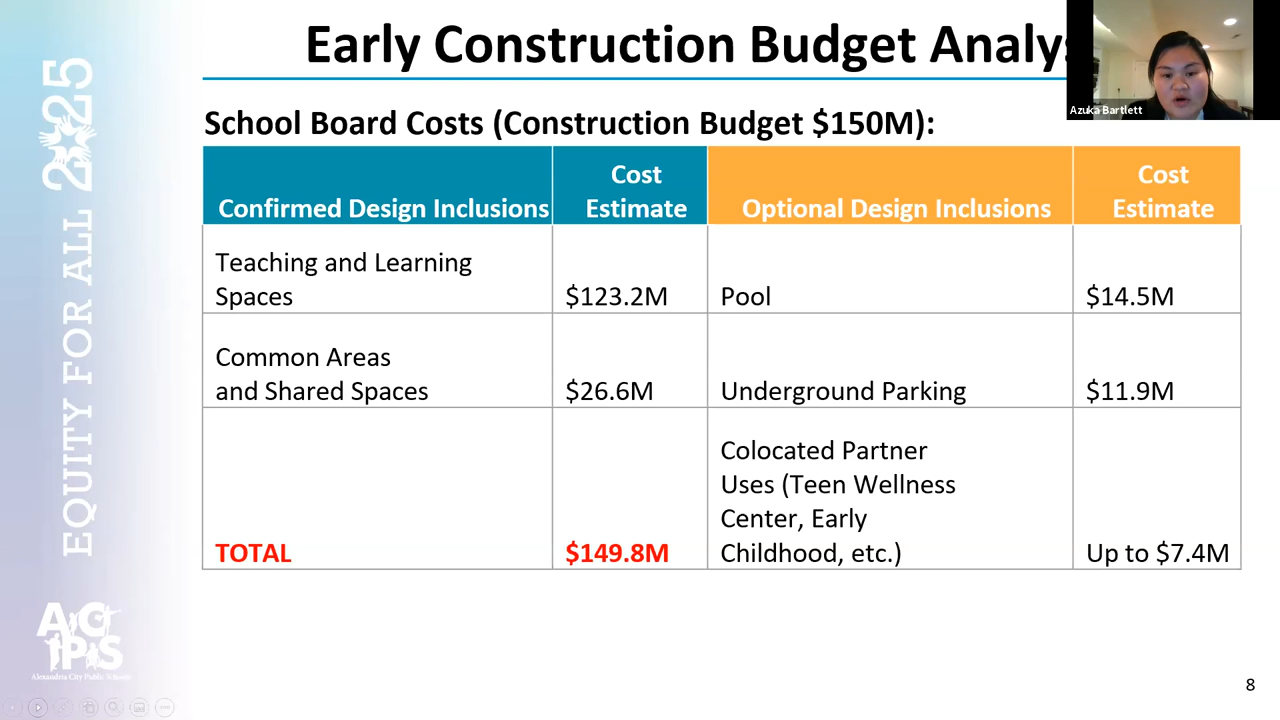 Early Construction Budget Analys
Azuka Bartlett
School Board Costs (Construction Budget $150M):
Confirmed Design Inclusions
Cost
Estimate
Optional Design Inclusions
Cost
Estimate
Teaching and Learning
Spaces
$123.2M
Pool
$14.5M
Common Areas
and Shared Spaces
$26.6M
Underground Parking
$11.9M
TOTAL
$149.8M
Colocated Partner
Uses (Teen Wellness
Center, Early
Childhood, etc.)
Up to $7.4M
EQUITY FOR ALL 2025
ACPS
Alexandria City Public Schools
8